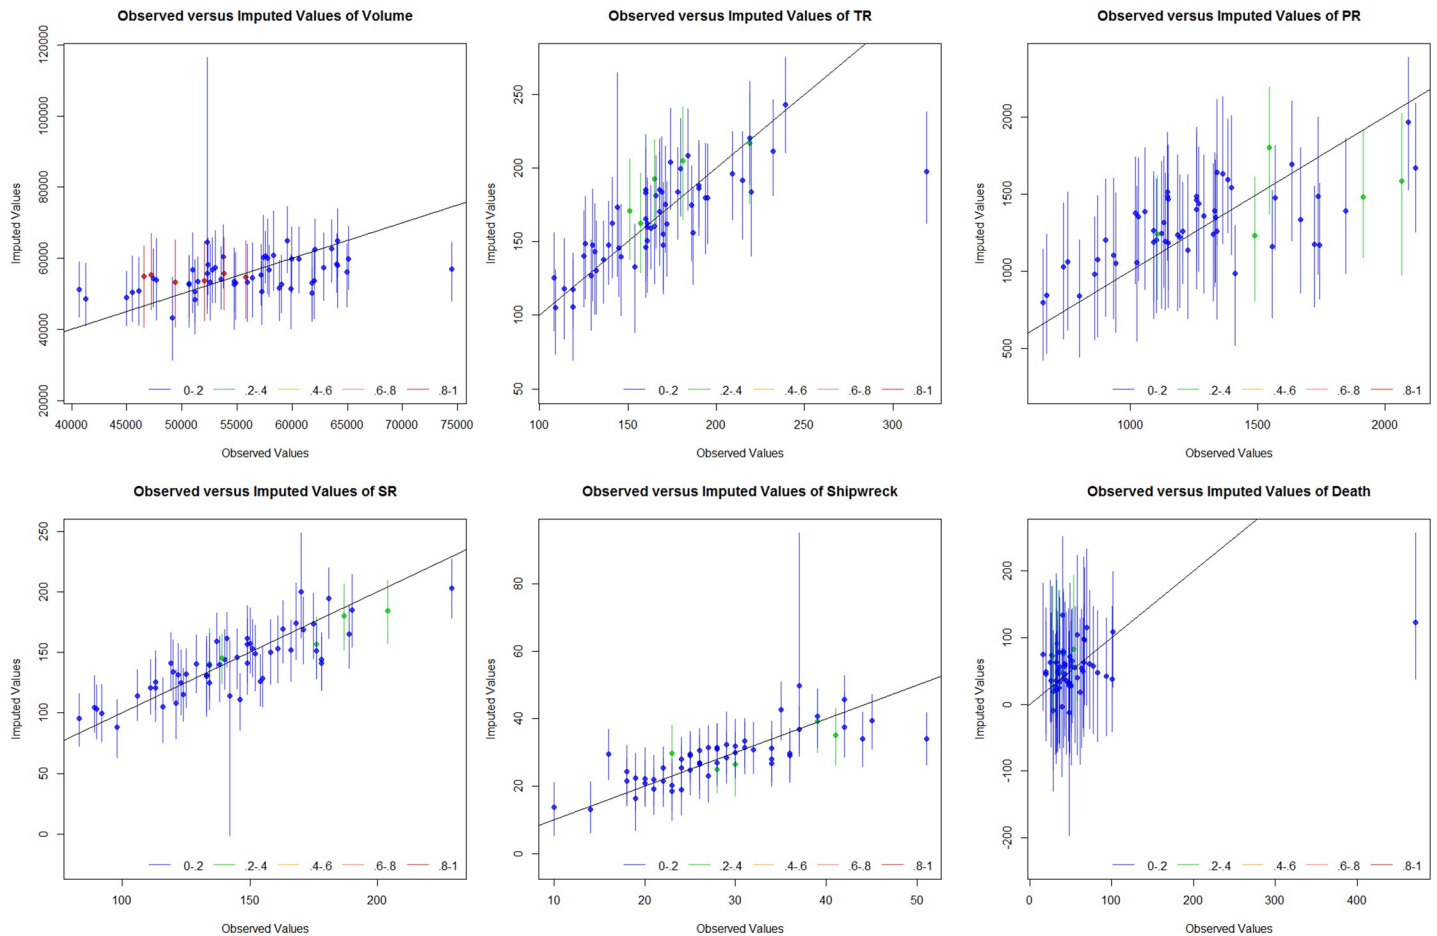 Observed versus Imputed Values of Volume
Imputed Values
120000
100000
80000
60000
40000
20000
0-.2 .2-.4 .4-.6 .6-.8 .8-1
40000 45000 50000 55000 60000 65000 70000 75000
Observed Values
Observed versus Imputed Values of TR
Imputed Values
250
200
150
100
50
0-.2 .2-.4 .4-.6 .6-.8 .8-1
100 150 200 250 300
Observed Values
Observed versus Imputed Values of PR
Imputed Values
2000
1500
1000
500
0-.2 .2-.4 .4-.6 .6-.8 .8-1
1000 1500 2000
Observed Values
Observed versus Imputed Values of SR
Imputed Values
250
200
150
100
50
0
0-.2 .2-.4 .4-.6 .6-.8 .8-1
100 150 200
Observed Values
Observed versus Imputed Values of Shipwreck
Imputed Values
80
60
40
20
0
0-.2 .2-.4 .4-.6 .6-.8 .8-1
10 20 30 40 50
Observed Values
Observed versus Imputed Values of Death
Imputed Values
200
100
0
-100
-200
0-.2 .2-.4 .4-.6 .6-.8 .8-1
0 100 200 300 400
Observed Values